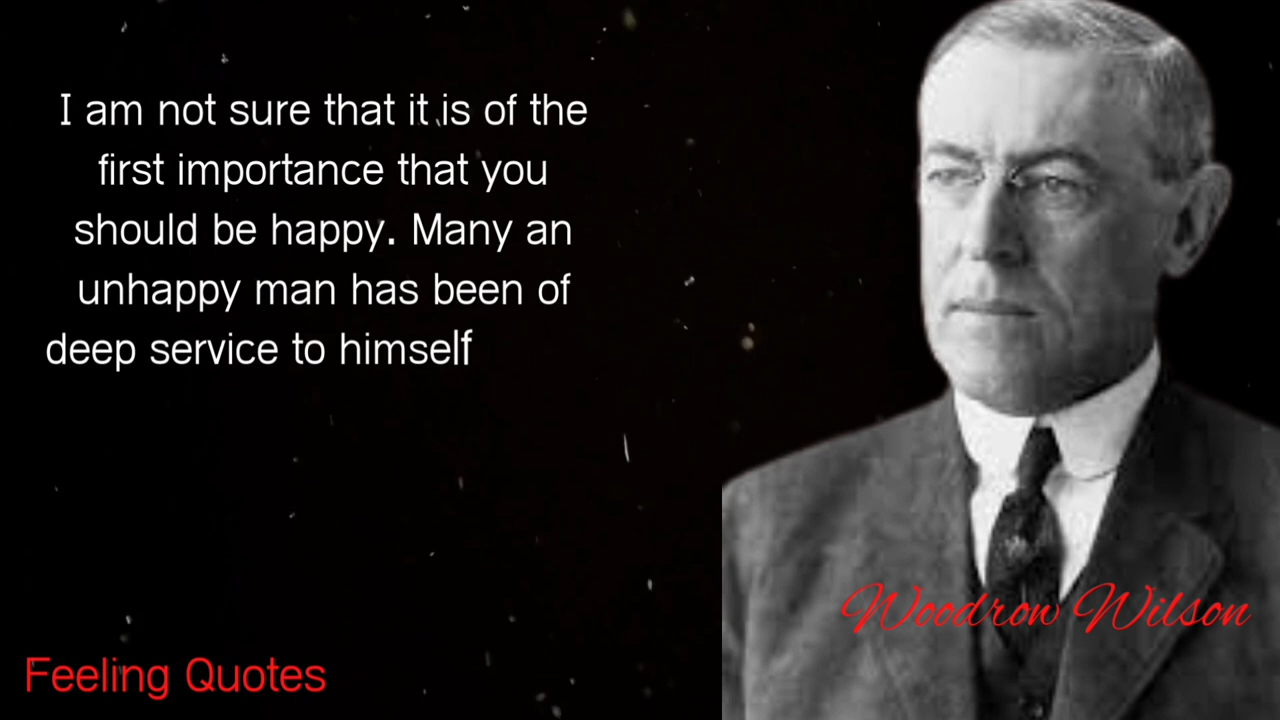 I am not sure that it is of the
first importance that you
should be happy. Many an
unhappy man has been of
deep service to himself
Woodrow Wilson
Feeling Quotes